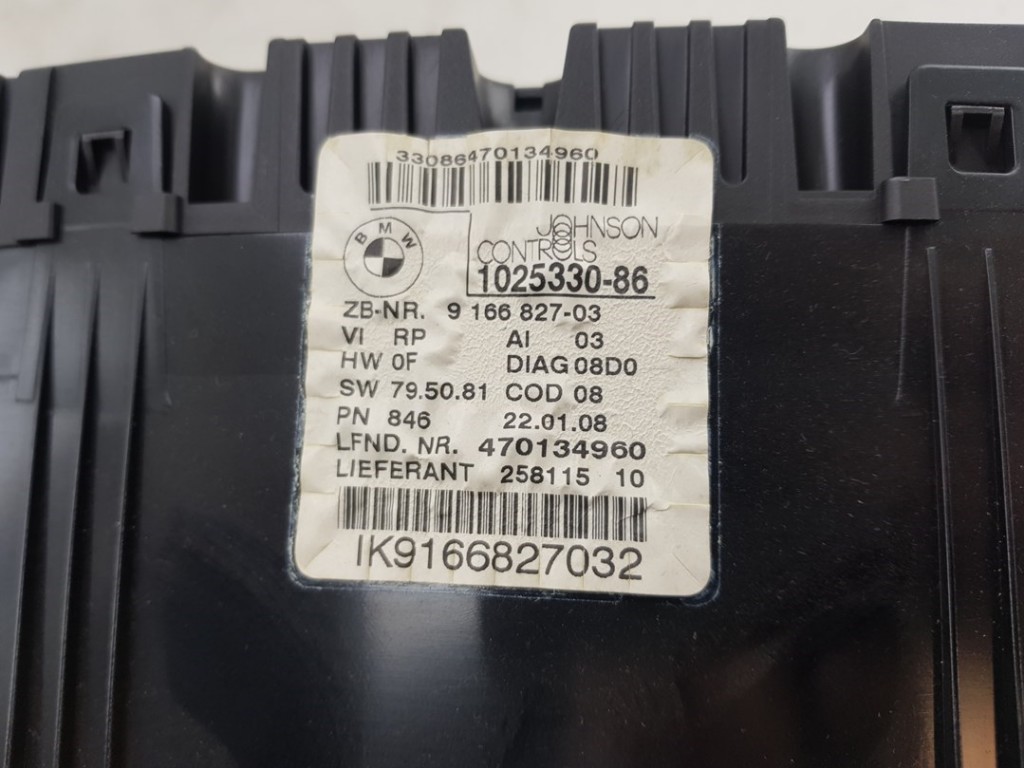 33086470134960
BMW
JOHNSON
CONTROLS
1025330-86
ZB-NR. 9 166 827-03
VI RP AI 03
HW 0F DIAG 08D0
SW 79.50.81 COD 08
PN 846 22.01.08
LFND. NR. 470134960
LIEFERANT 258115 10
IK9166827032